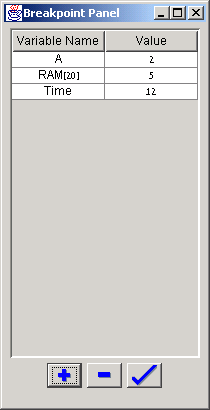 Breakpoint Panel
Variable Name Value
A 2
RAM[20] 5
Time 12